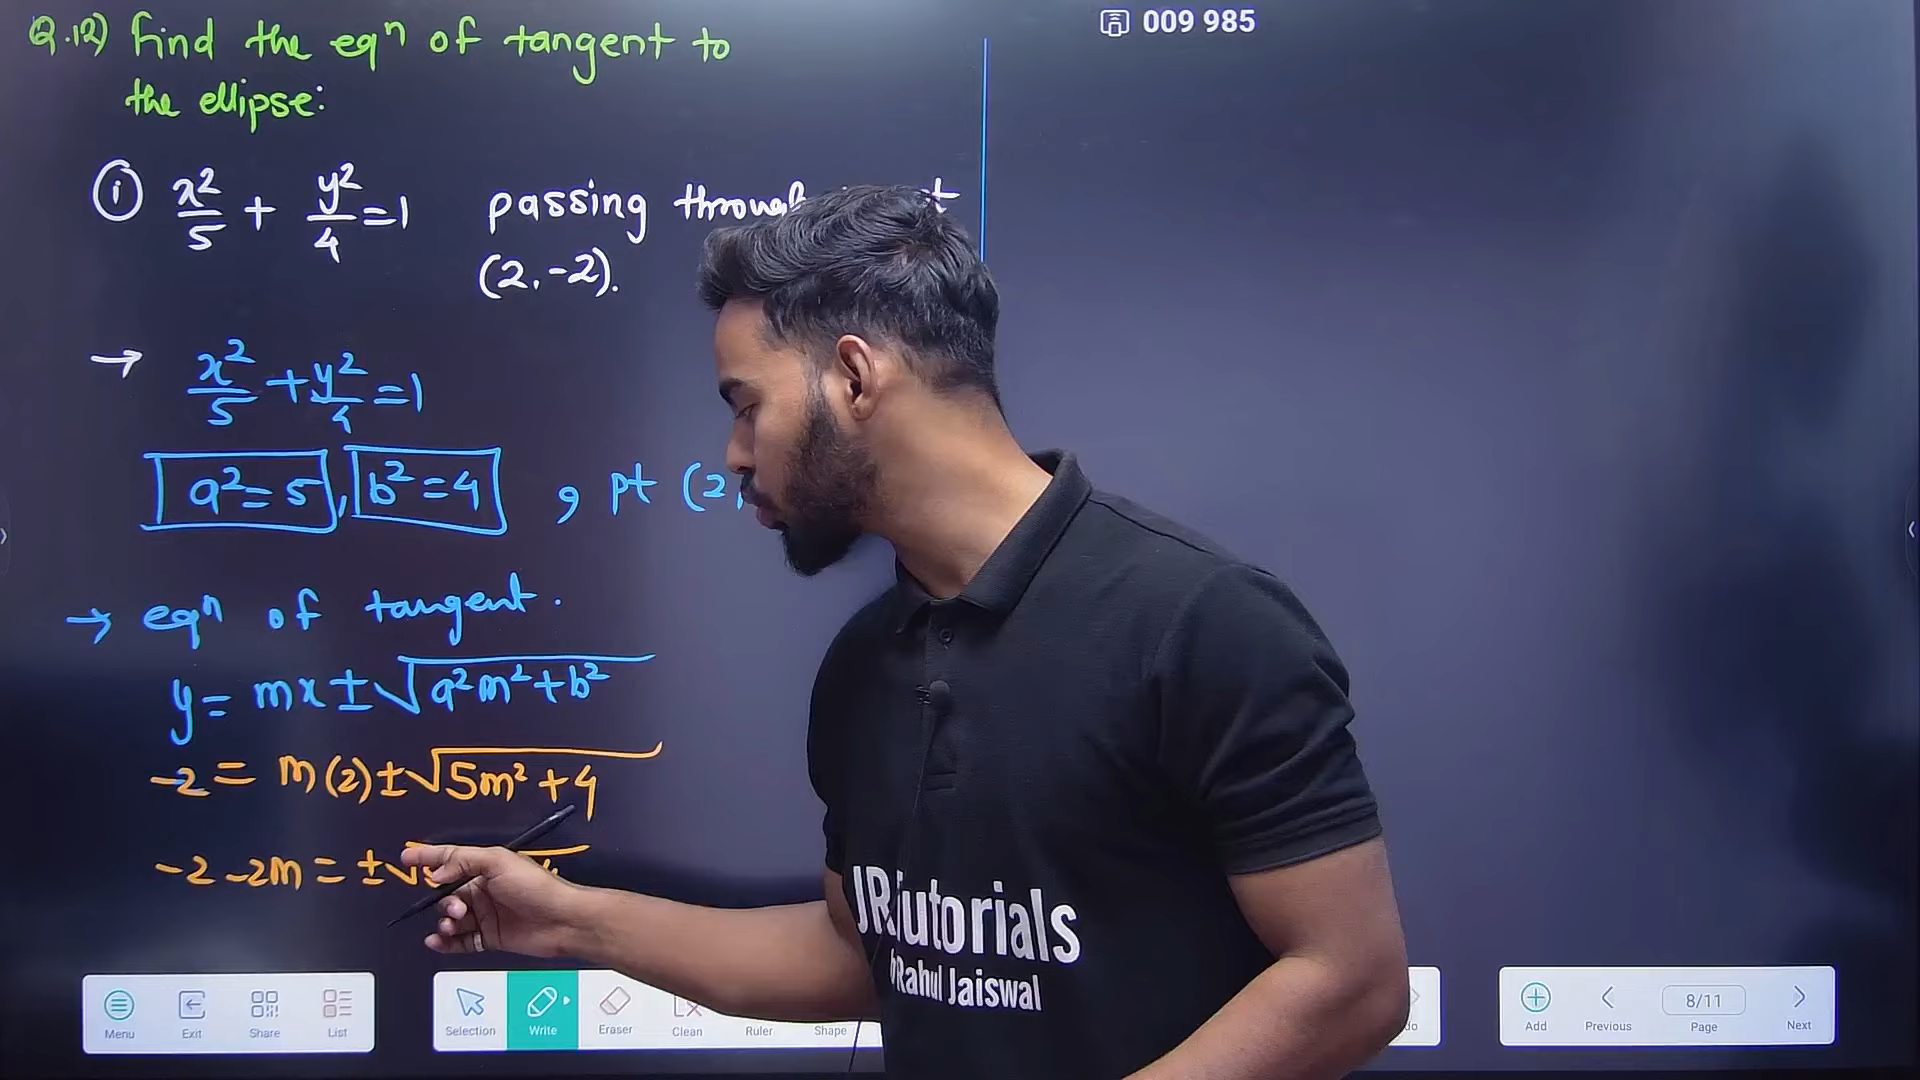 009 985
Q.12) Find the eqⁿ of tangent to
the ellipse:
(i) x²/5 + y²/4 = 1 passing through
(2,-2).
→ x²/5 + y²/4 = 1
a² = 5, b² = 4 , pt (2,
→ eqⁿ of tangent.
y = mx ± √(a²m² + b²)
-2 = m(2) ± √(5m² + 4
-2 -2m = ± √
JR Tutorials
Rahul Jaiswal
Menu Exit Share List Selection Write Eraser Clean Ruler Shape Add Previous 8/11 Page Next